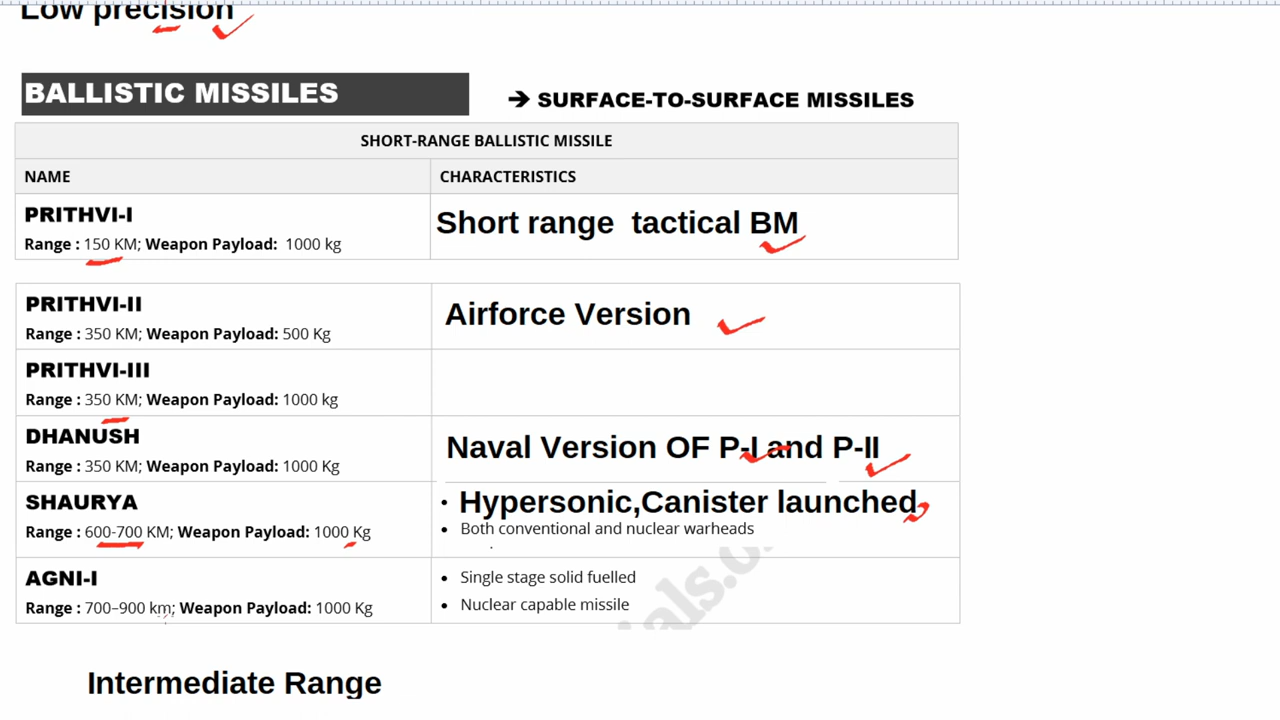 Low precision
BALLISTIC MISSILES
➔ SURFACE-TO-SURFACE MISSILES
SHORT-RANGE BALLISTIC MISSILE
NAME
CHARACTERISTICS
PRITHVI-I
Range : 150 KM; Weapon Payload: 1000 kg
Short range tactical BM
PRITHVI-II
Range : 350 KM; Weapon Payload: 500 Kg
Airforce Version
PRITHVI-III
Range : 350 KM; Weapon Payload: 1000 kg
DHANUSH
Range : 350 KM; Weapon Payload: 1000 Kg
Naval Version OF P-I and P-II
SHAURYA
Range : 600-700 KM; Weapon Payload: 1000 Kg
• Hypersonic,Canister launched
• Both conventional and nuclear warheads
AGNI-I
Range : 700–900 km; Weapon Payload: 1000 Kg
• Single stage solid fuelled
• Nuclear capable missile
Intermediate Range